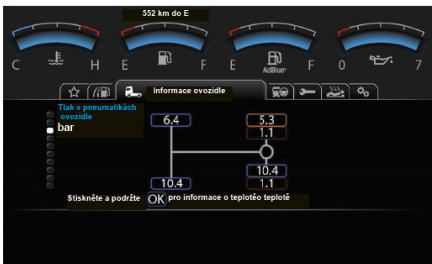 552 km do E
C H E F E AdBlue F 0 7
Informace ovozidle
Tlak v pneumatikách
ovozidle
bar
6.4 5.3
1.1
10.4
10.4 1.1
Stiskněte a podržte OK pro informace o teplotěo teplotě